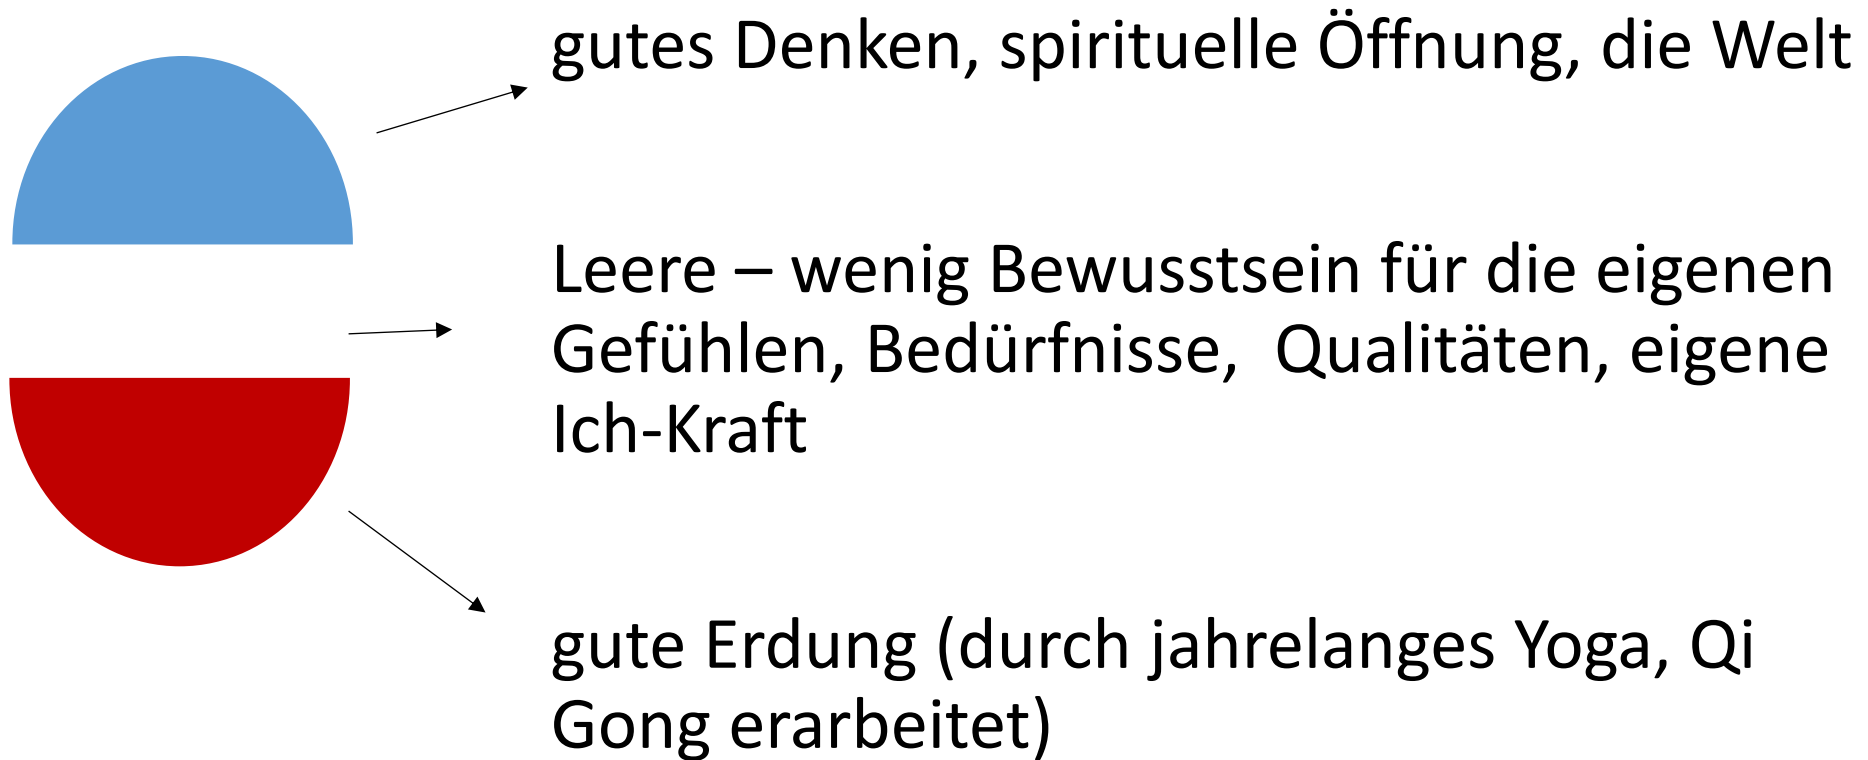 gutes Denken, spirituelle Öffnung, die Welt
Leere – wenig Bewusstsein für die eigenen
Gefühlen, Bedürfnisse,  Qualitäten, eigene
Ich-Kraft
gute Erdung (durch jahrelanges Yoga, Qi
Gong erarbeitet)